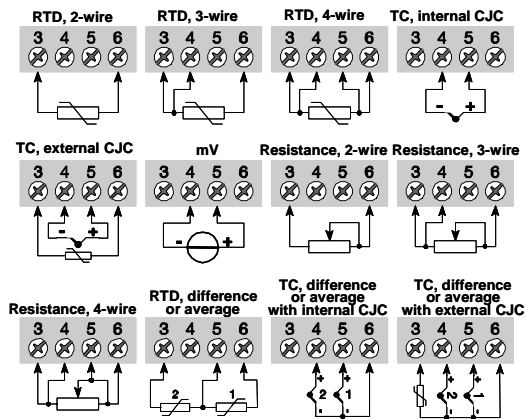 RTD, 2-wire
RTD, 3-wire
RTD, 4-wire
TC, internal CJC
3 4 5 6
3 4 5 6
3 4 5 6
3 4 5 6
- +
TC, external CJC
mV
Resistance, 2-wire
Resistance, 3-wire
3 4 5 6
3 4 5 6
3 4 5 6
3 4 5 6
- +
- +
Resistance, 4-wire
RTD, difference
or average
TC, difference
or average
with internal CJC
TC, difference
or average
with external CJC
3 4 5 6
3 4 5 6
3 4 5 6
3 4 5 6
2 1
+ +
2 1
- -
+ +
2 1
- -